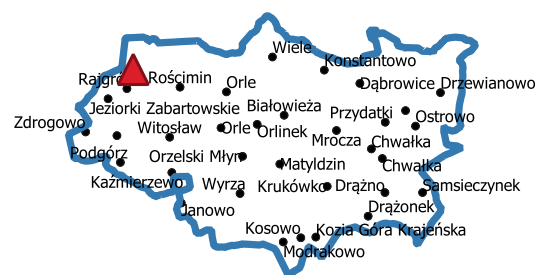 Wiele
Konstantowo
Rajgró
Rościmin
Orle
Dąbrowice
Drzewianowo
Jeziorki Zabartowskie
Białowieża
Przydatki
Ostrowo
Zdrogowo
Witosław
Orle
Orlinek
Mrocza
Chwałka
Podgórz
Orzelski Młyn
Matyldzin
Chwałka
Kaźmierzewo
Wyrza
Krukówko
Drążno
Samsieczynek
Janowo
Drążonek
Kosowo
Kozia Góra Krajeńska
Modrakowo